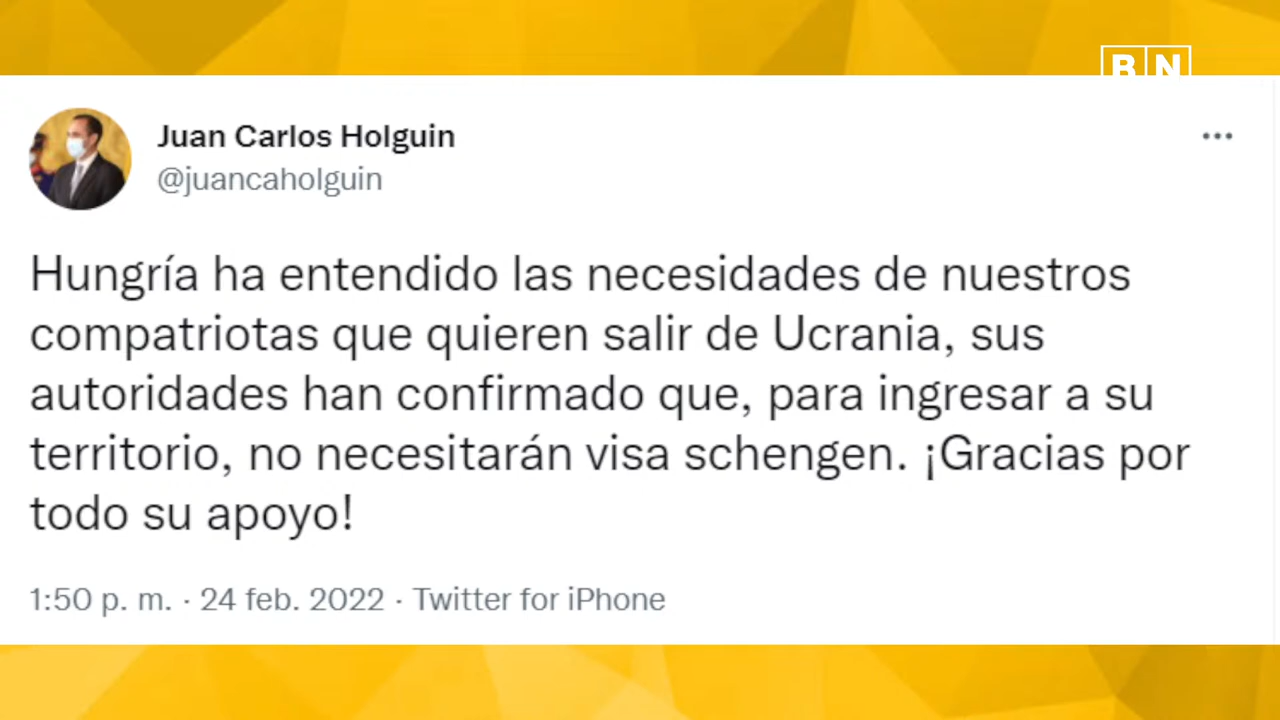 BN
Juan Carlos Holguin
@juancaholguin
Hungría ha entendido las necesidades de nuestros
compatriotas que quieren salir de Ucrania, sus
autoridades han confirmado que, para ingresar a su
territorio, no necesitarán visa schengen. ¡Gracias por
todo su apoyo!
1:50 p. m. · 24 feb. 2022 · Twitter for iPhone